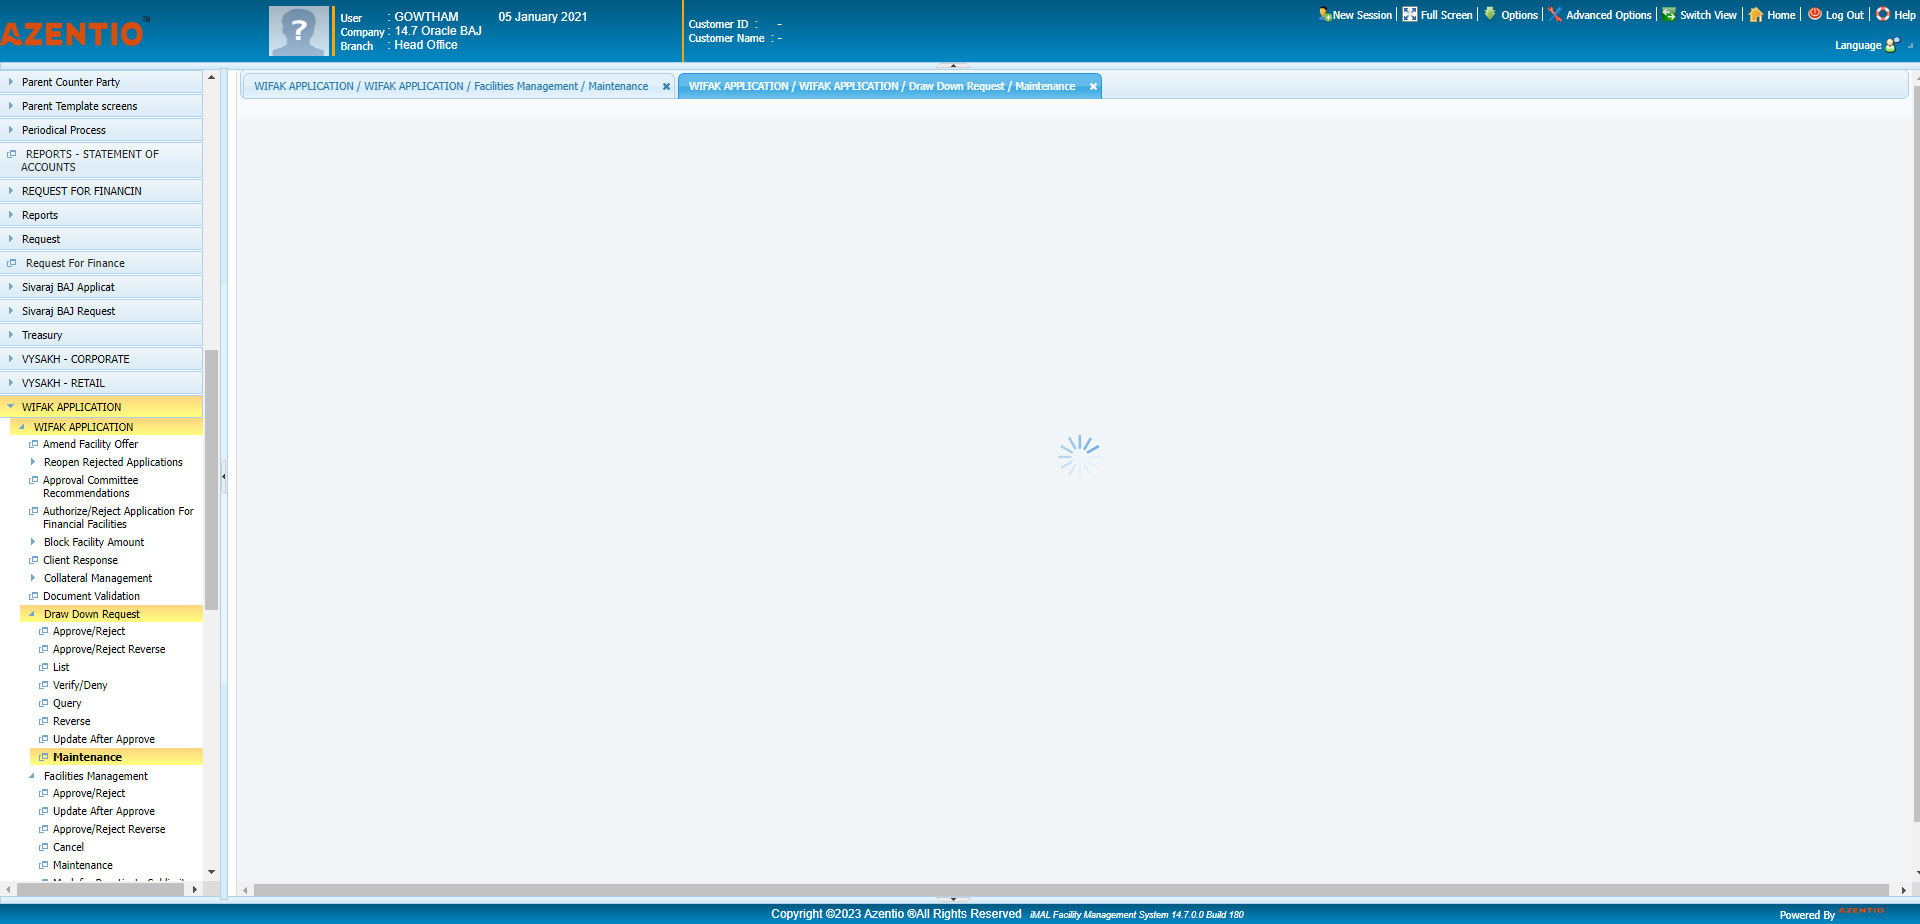 AZENTIO™
User : GOWTHAM 05 January 2021
Company : 14.7 Oracle BAJ
Branch : Head Office
Customer ID : -
Customer Name : -
New Session Full Screen Options Advanced Options Switch View Home Log Out Help
Language
Parent Counter Party
Parent Template screens
Periodical Process
REPORTS - STATEMENT OF
ACCOUNTS
REQUEST FOR FINANCIN
Reports
Request
Request For Finance
Sivaraj BAJ Applicat
Sivaraj BAJ Request
Treasury
VYSAKH - CORPORATE
VYSAKH - RETAIL
WIFAK APPLICATION
WIFAK APPLICATION
Amend Facility Offer
Reopen Rejected Applications
Approval Committee
Recommendations
Authorize/Reject Application For
Financial Facilities
Block Facility Amount
Client Response
Collateral Management
Document Validation
Draw Down Request
Approve/Reject
Approve/Reject Reverse
List
Verify/Deny
Query
Reverse
Update After Approve
Maintenance
Facilities Management
Approve/Reject
Update After Approve
Approve/Reject Reverse
Cancel
Maintenance
WIFAK APPLICATION / WIFAK APPLICATION / Facilities Management / Maintenance
WIFAK APPLICATION / WIFAK APPLICATION / Draw Down Request / Maintenance
Copyright ©2023 Azentio ®All Rights Reserved iMAL Facility Management System 14.7.0.0 Build 180
Powered By AZENTIO